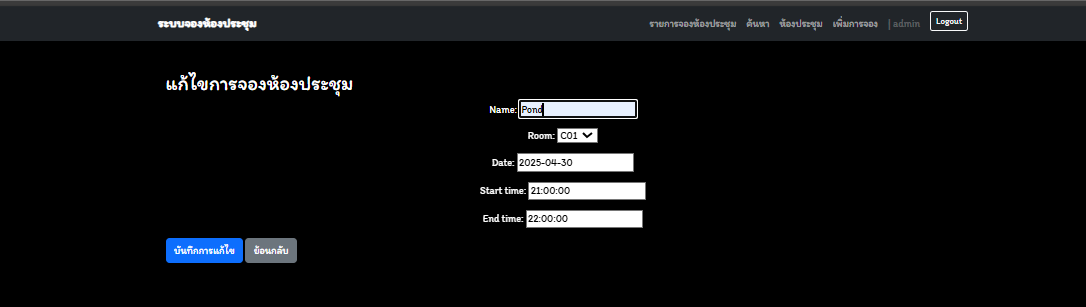 ระบบจองห้องประชุม รายการจองห้องประชุม ค้นหา ห้องประชุม เพิ่มการจอง | admin Logout
แก้ไขการจองห้องประชุม
Name: Pond
Room: C01
Date: 2025-04-30
Start time: 21:00:00
End time: 22:00:00
บันทึกการแก้ไข ย้อนกลับ